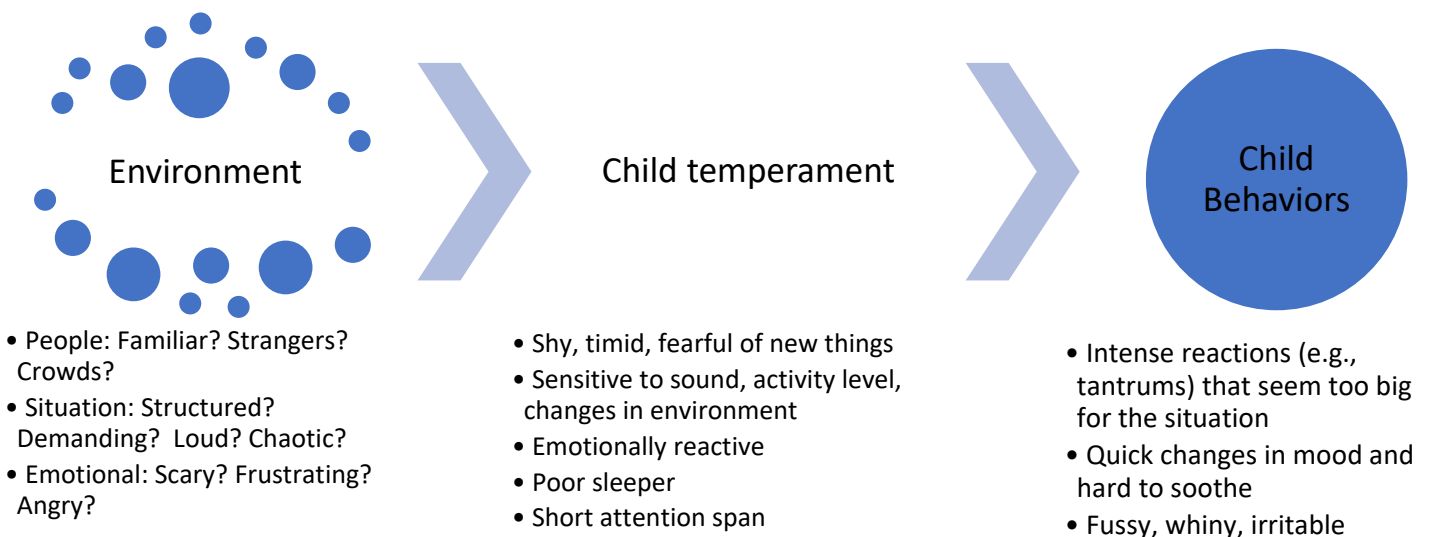 Environment
• People: Familiar? Strangers?
Crowds?
• Situation: Structured?
Demanding?  Loud? Chaotic?
• Emotional: Scary? Frustrating?
Angry?
Child temperament
• Shy, timid, fearful of new things
• Sensitive to sound, activity level,
changes in environment
• Emotionally reactive
• Poor sleeper
• Short attention span
Child
Behaviors
• Intense reactions (e.g.,
tantrums) that seem too big
for the situation
• Quick changes in mood and
hard to soothe
• Fussy, whiny, irritable